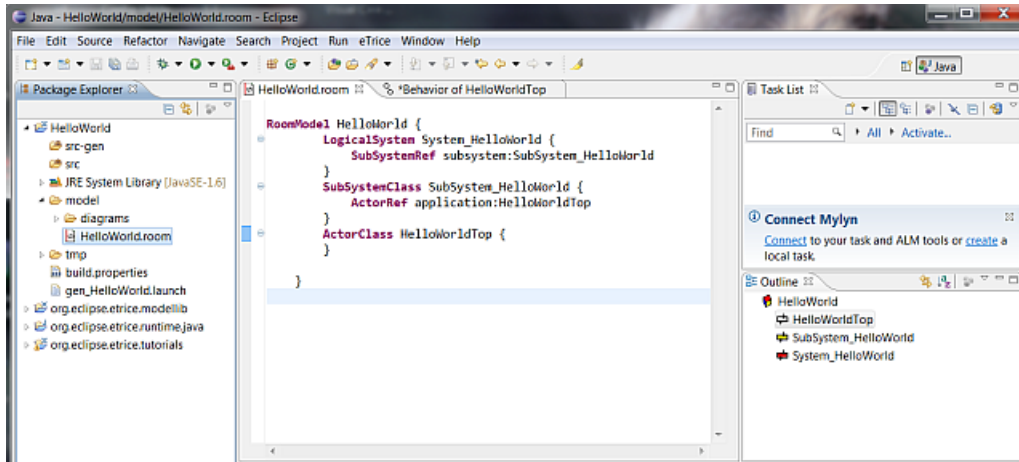 Java - HelloWorld/model/HelloWorld.room - Eclipse
File Edit Source Refactor Navigate Search Project Run eTrice Window Help
Java
Package Explorer
HelloWorld
src-gen
src
JRE System Library [JavaSE-1.6]
model
diagrams
HelloWorld.room
tmp
build.properties
gen_HelloWorld.launch
org.eclipse.etrice.modellib
org.eclipse.etrice.runtime.java
org.eclipse.etrice.tutorials
HelloWorld.room *Behavior of HelloWorldTop
RoomModel HelloWorld {
LogicalSystem System_HelloWorld {
SubSystemRef subsystem:SubSystem_HelloWorld
}
SubSystemClass SubSystem_HelloWorld {
ActorRef application:HelloWorldTop
}
ActorClass HelloWorldTop {
}
}
Task List
Find All Activate...
Connect Mylyn
Connect to your task and ALM tools or create a
local task.
Outline
HelloWorld
HelloWorldTop
SubSystem_HelloWorld
System_HelloWorld